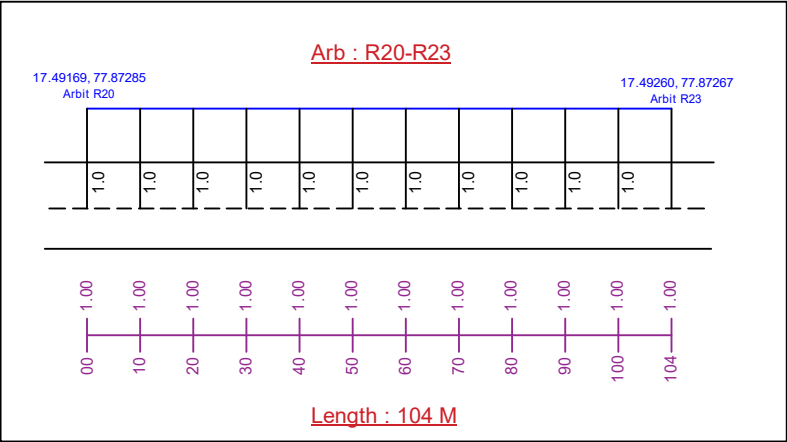 Arb : R20-R23
17.49169, 77.87285
Arbit R20
17.49260, 77.87267
Arbit R23
1.0 1.0 1.0 1.0 1.0 1.0 1.0 1.0 1.0 1.0 1.0
1.00 1.00 1.00 1.00 1.00 1.00 1.00 1.00 1.00 1.00 1.00 1.00
00 10 20 30 40 50 60 70 80 90 100 104
Length : 104 M